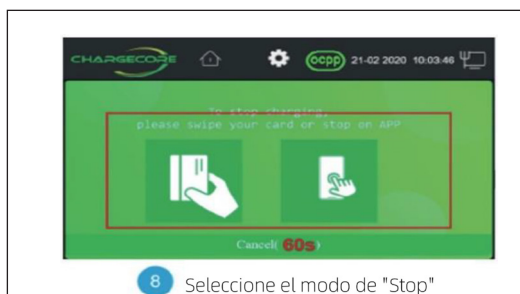 CHARGECORE ocpp 21-02 2020 10:03:46
To stop charging,
please swipe your card or stop on APP
Cancel( 60s)
8 Seleccione el modo de "Stop"